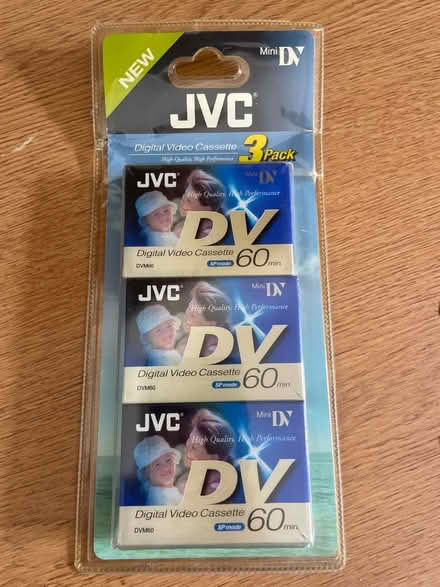 NEW
Mini DV
JVC
Digital Video Cassette
High Quality, High Performance
3 Pack
JVC
Mini DV
High Quality, High Performance
DV
Digital Video Cassette
DVM60
SP mode
60 min.
JVC
Mini DV
High Quality, High Performance
DV
Digital Video Cassette
DVM60
SP mode
60 min.
JVC
Mini DV
High Quality, High Performance
DV
Digital Video Cassette
DVM60
SP mode
60 min.